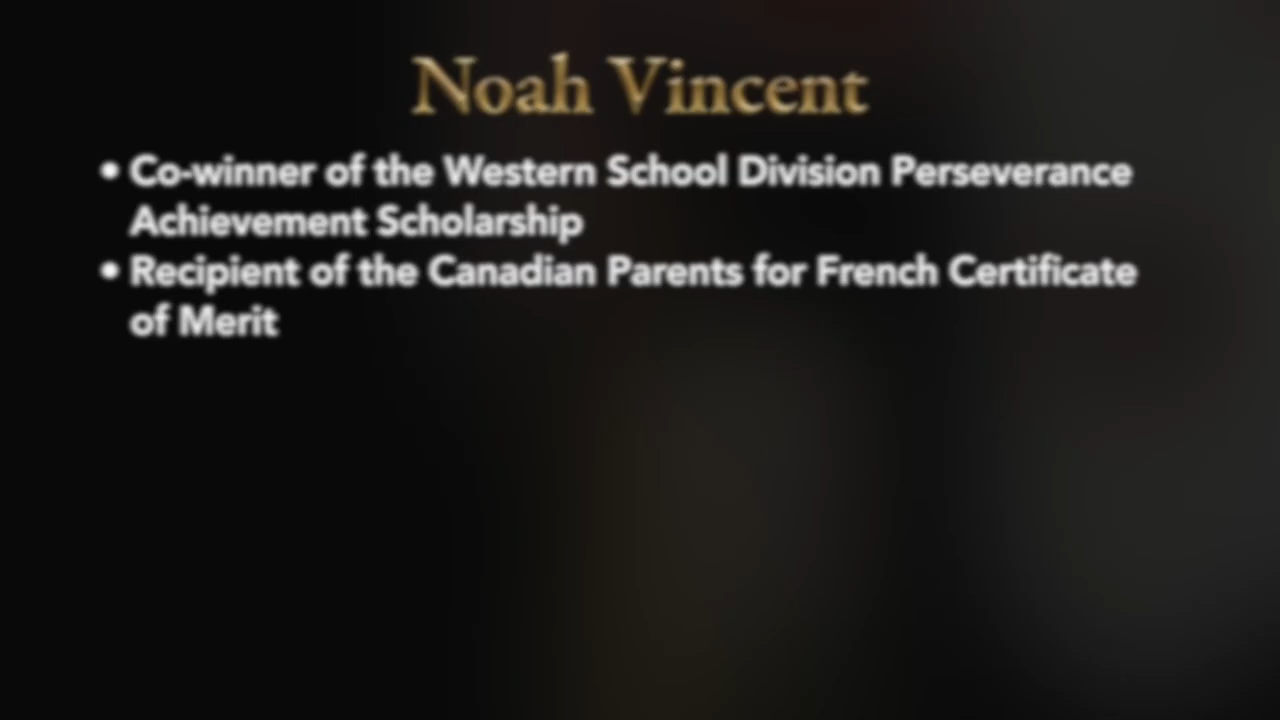 Noah Vincent
• Co-winner of the Western School Division Perseverance
Achievement Scholarship
• Recipient of the Canadian Parents for French Certificate
of Merit